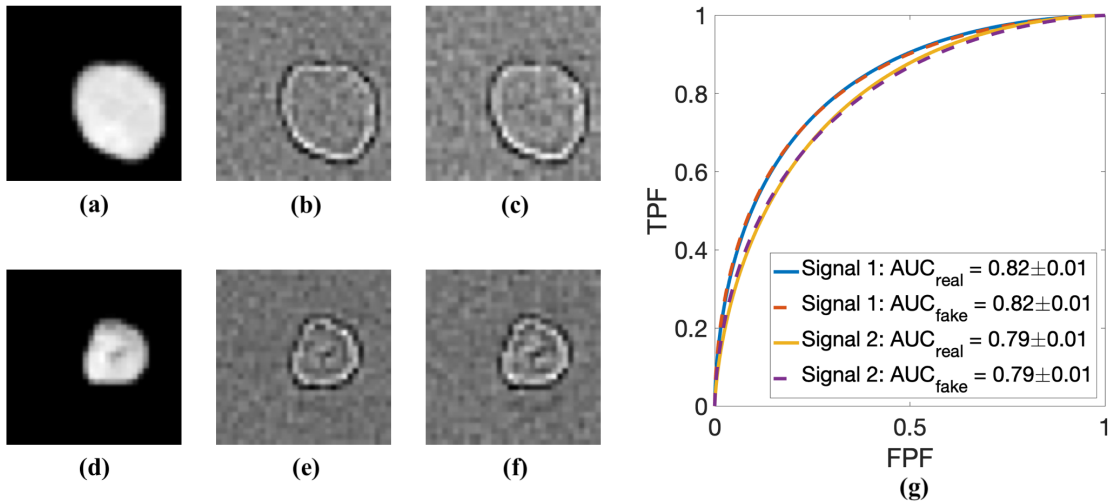 (a)
(b)
(c)
(d)
(e)
(f)
1
0.8
0.6
0.4
0.2
0
TPF
Signal 1: AUCreal = 0.82±0.01
Signal 1: AUCfake = 0.82±0.01
Signal 2: AUCreal = 0.79±0.01
Signal 2: AUCfake = 0.79±0.01
0
0.5
1
FPF
(g)